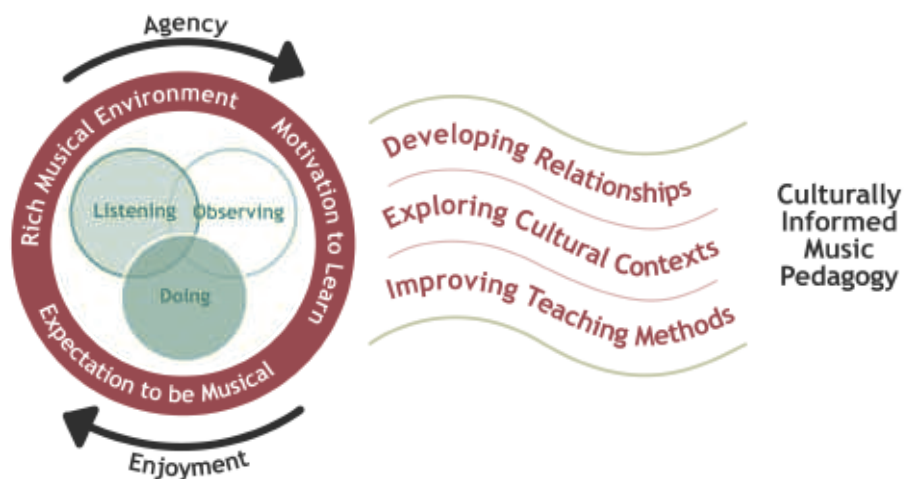 Agency
Rich Musical Environment
Motivation to Learn
Expectation to be Musical
Listening
Observing
Doing
Enjoyment
Developing Relationships
Exploring Cultural Contexts
Improving Teaching Methods
Culturally
Informed
Music
Pedagogy